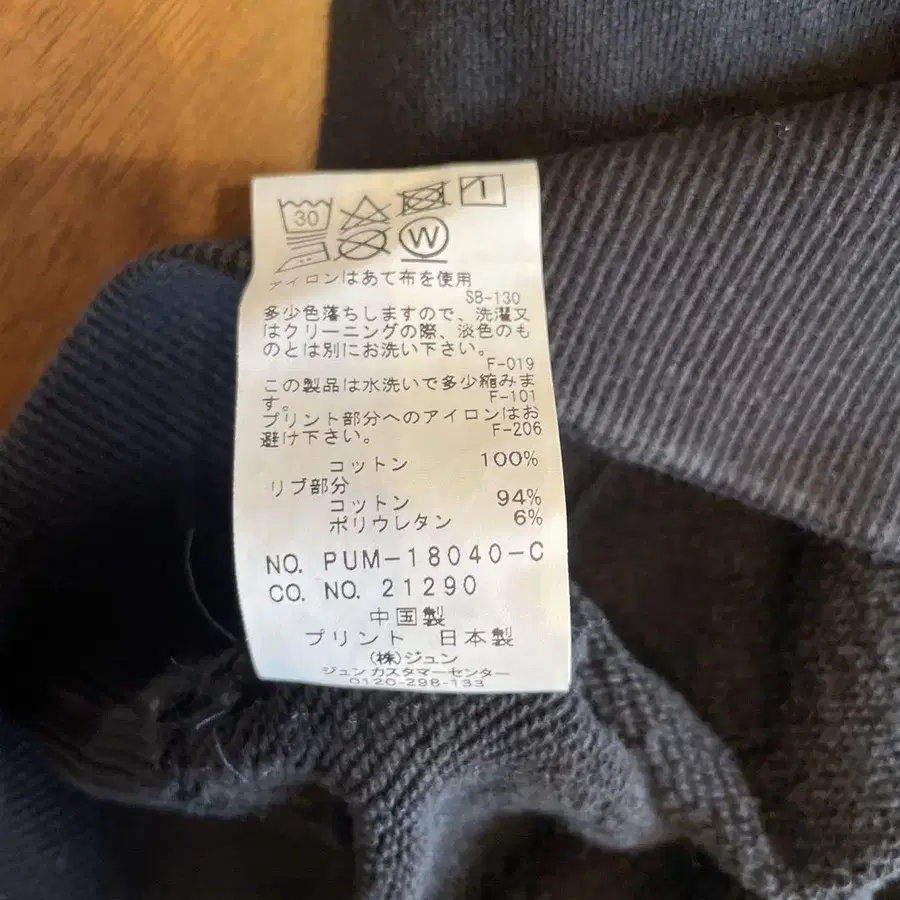 30
W
アイロンはあて布を使用
SB-130
多少色落ちしますので、洗濯又
はクリーニングの際、淡色のも
のとは別にお洗い下さい。
F-019
この製品は水洗いで多少縮みま
す。
F-101
プリント部分へのアイロンはお
避け下さい。
F-206
コットン 100%
リブ部分
コットン 94%
ポリウレタン 6%
NO. PUM-18040-C
CO. NO. 21290
中国製
プリント 日本製
(株)ジュン
ジュン カスタマーセンター
0120-298-133